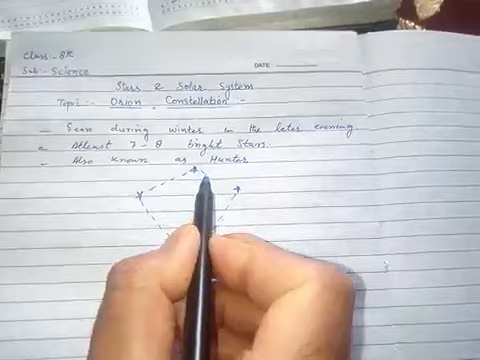 Class:- 8th
Sub:- Science
DATE
Stars & Solar System
Topic:- Orion Constellation :-
- Seen during winter in the later evening
- Atleast 7-8 bright Stars.
- Also known as Hunter